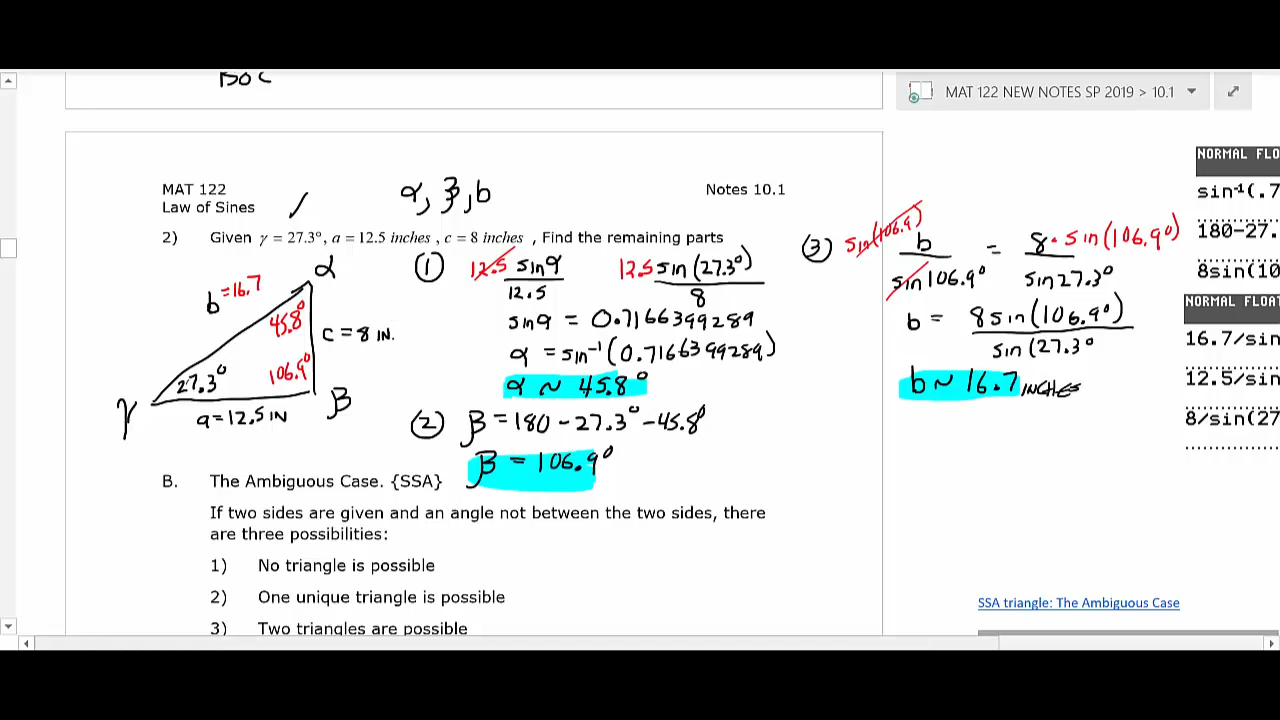 MAT 122 NEW NOTES SP 2019 > 10.1
MAT 122
Law of Sines
α, β, b
Notes 10.1
2) Given γ = 27.3°, a = 12.5 inches , c = 8 inches , Find the remaining parts
α
b = 16.7
45.8°
c = 8 IN.
106.9°
27.3°
γ
a = 12.5 IN
β
① 12.5 sinα / 12.5 12.5 sin(27.3°) / 8
sinα = 0.7166399289
α = sin⁻¹(0.7166399289)
α ~ 45.8°
② β = 180 - 27.3° - 45.8°
β = 106.9°
③ sin(106.9°) b / sin 106.9° = 8 · sin(106.9°) / sin 27.3°
b = 8 sin(106.9°) / sin(27.3°
b ~ 16.7 INCHES
B. The Ambiguous Case. {SSA}
If two sides are given and an angle not between the two sides, there
are three possibilities:
1) No triangle is possible
2) One unique triangle is possible
3) Two triangles are possible
SSA triangle: The Ambiguous Case
NORMAL FLO
sin⁻¹(.7
180-27.
8sin(10
NORMAL FLOAT
16.7/sin
12.5/sin
8/sin(27